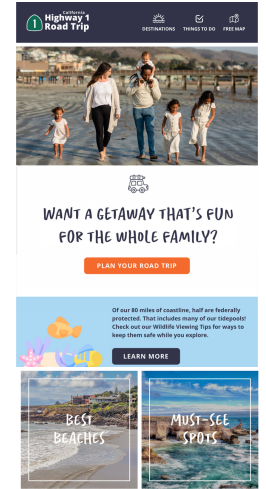 California
Highway 1
Road Trip
1
DESTINATIONS
THINGS TO DO
FREE MAP
WANT A GETAWAY THAT'S FUN
FOR THE WHOLE FAMILY?
PLAN YOUR ROAD TRIP
Of our 80 miles of coastline, half are federally
protected. That includes many of our tidepools!
Check out our Wildlife Viewing Tips for ways to
keep them safe while you explore.
LEARN MORE
BEST
BEACHES
MUST-SEE
SPOTS